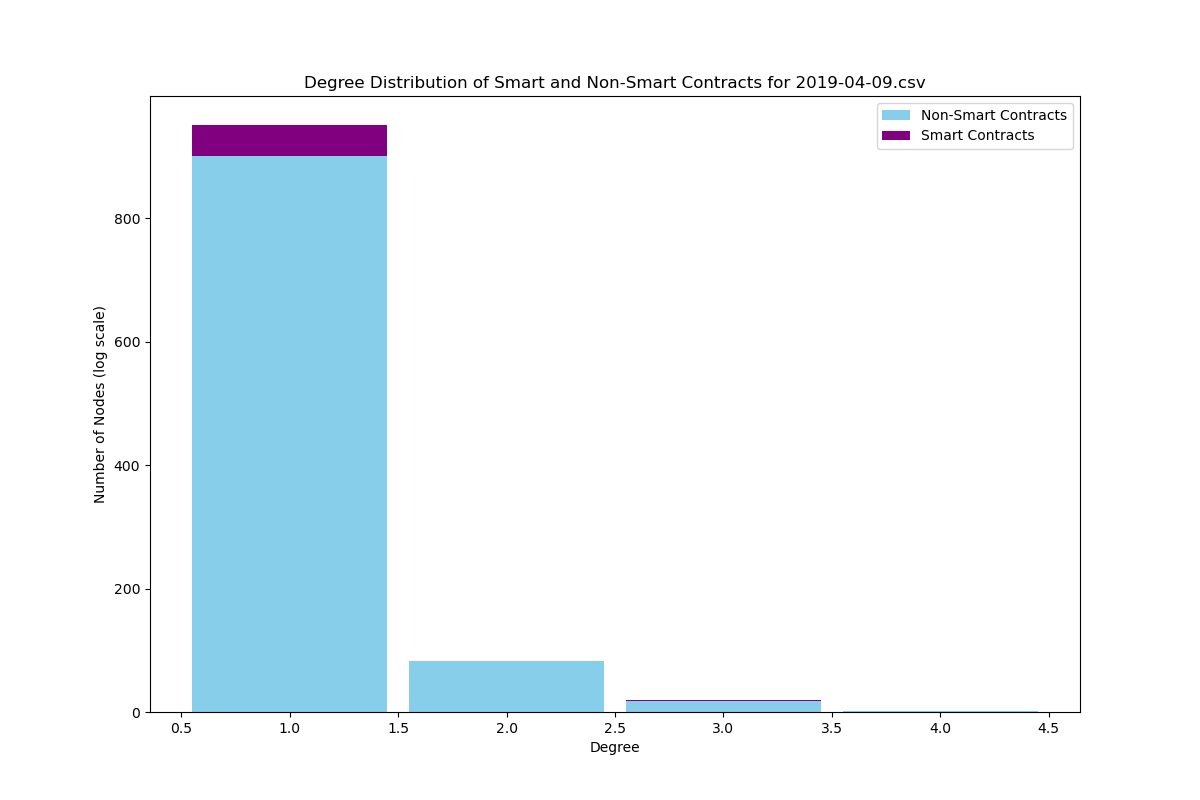 Degree Distribution of Smart and Non-Smart Contracts for 2019-04-09.csv
Non-Smart Contracts
Smart Contracts
Number of Nodes (log scale)
800
600
400
200
0
0.5 1.0 1.5 2.0 2.5 3.0 3.5 4.0 4.5
Degree